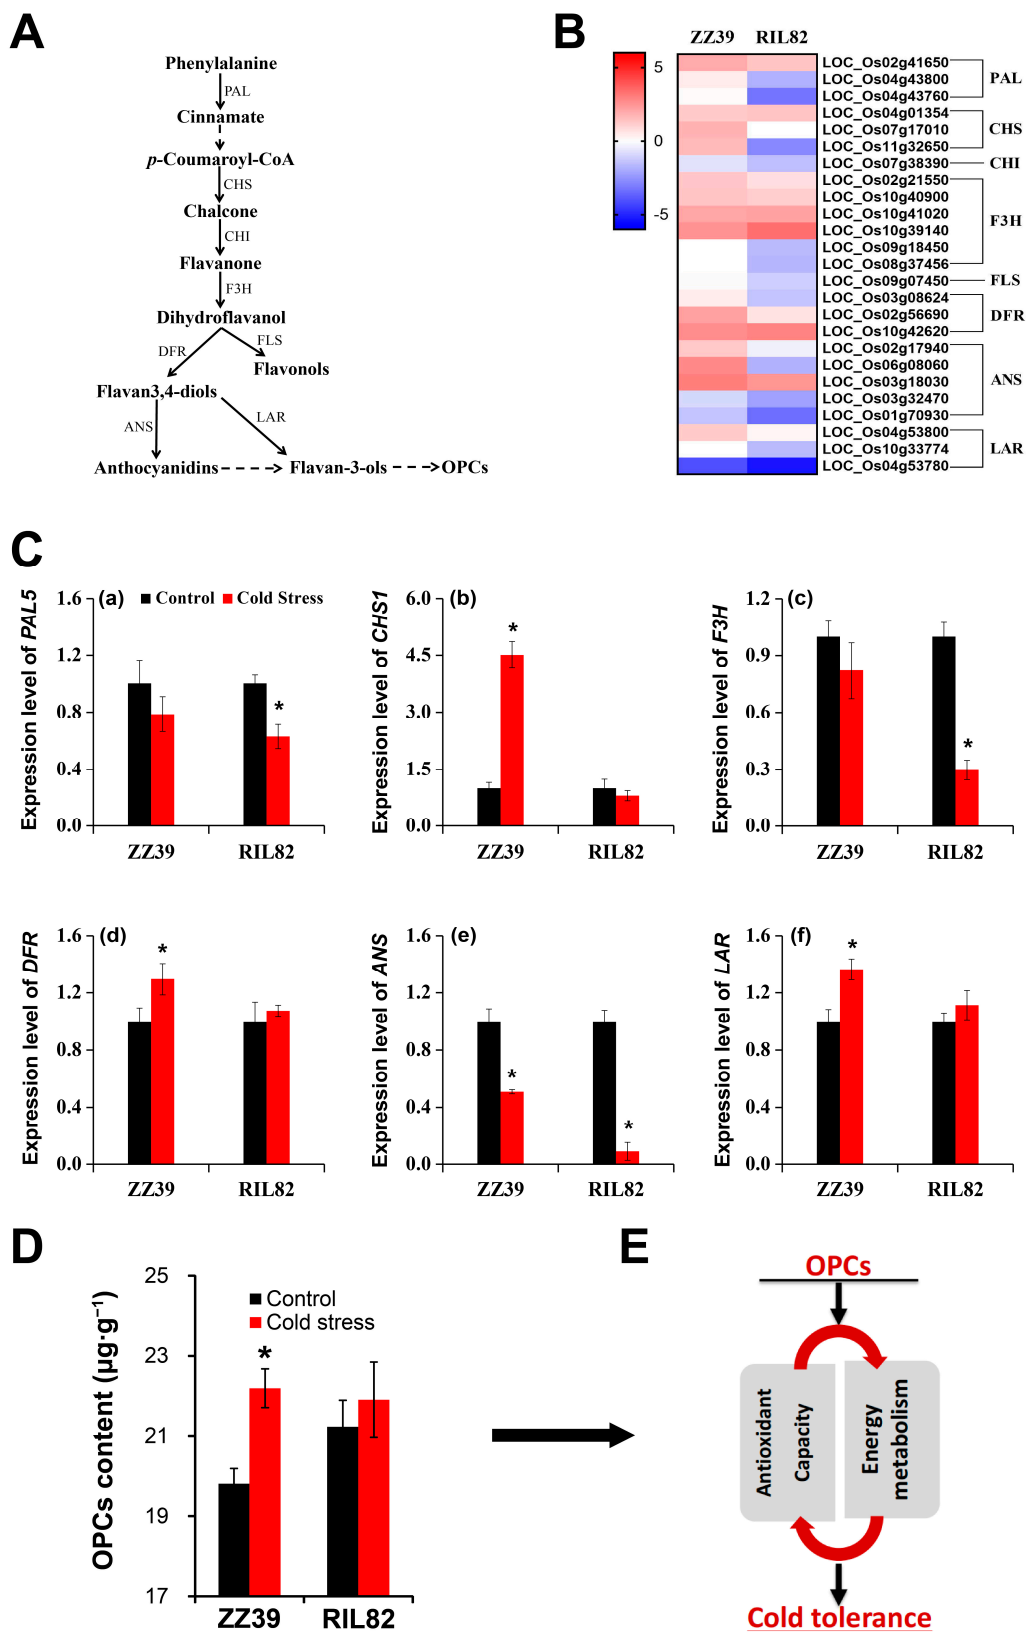 A
Phenylalanine
PAL
Cinnamate
p-Coumaroyl-CoA
CHS
Chalcone
CHI
Flavanone
F3H
Dihydroflavanol
DFR
FLS
Flavonols
Flavan3,4-diols
ANS
LAR
Anthocyanidins
Flavan-3-ols
OPCs
B
ZZ39 RIL82
5
0
-5
LOC_Os02g41650
LOC_Os04g43800
LOC_Os04g43760
PAL
LOC_Os04g01354
LOC_Os07g17010
LOC_Os11g32650
CHS
LOC_Os07g38390
CHI
LOC_Os02g21550
LOC_Os10g40900
LOC_Os10g41020
LOC_Os10g39140
LOC_Os09g18450
LOC_Os08g37456
F3H
LOC_Os09g07450
FLS
LOC_Os03g08624
LOC_Os02g56690
LOC_Os10g42620
DFR
LOC_Os02g17940
LOC_Os06g08060
LOC_Os03g18030
LOC_Os03g32470
LOC_Os01g70930
ANS
LOC_Os04g53800
LOC_Os10g33774
LOC_Os04g53780
LAR
C
(a)
Control Cold Stress
Expression level of PAL5
1.6
1.2
0.8
0.4
0.0
*
ZZ39 RIL82
(b)
Expression level of CHS1
6.0
4.5
3.0
1.5
0.0
*
ZZ39 RIL82
(c)
Expression level of F3H
1.2
0.9
0.6
0.3
0.0
*
ZZ39 RIL82
(d)
Expression level of DFR
1.6
1.2
0.8
0.4
0.0
*
ZZ39 RIL82
(e)
Expression level of ANS
1.6
1.2
0.8
0.4
0.0
*
*
ZZ39 RIL82
(f)
Expression level of LAR
1.6
1.2
0.8
0.4
0.0
*
ZZ39 RIL82
D
OPCs content (μg·g⁻¹)
25
23
21
19
17
Control
Cold stress
*
ZZ39 RIL82
E
OPCs
Antioxidant
Capacity
Energy
metabolism
Cold tolerance